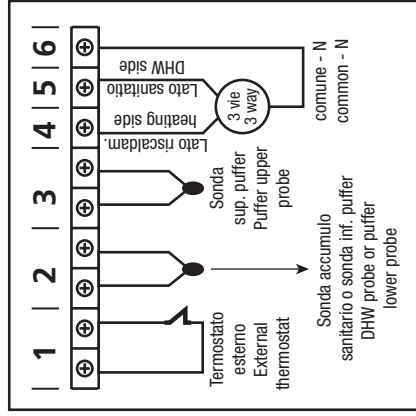 1
2
3
4
5
6
Termostato
esterno
External
thermostat
Sonda accumulo
sanitario o sonda inf. puffer
DHW probe or puffer
lower probe
Sonda
sup. puffer
Puffer upper
probe
Lato riscaldam.
heating side
Lato sanitatio
DHW side
3 vie
3 way
comune - N
common - N